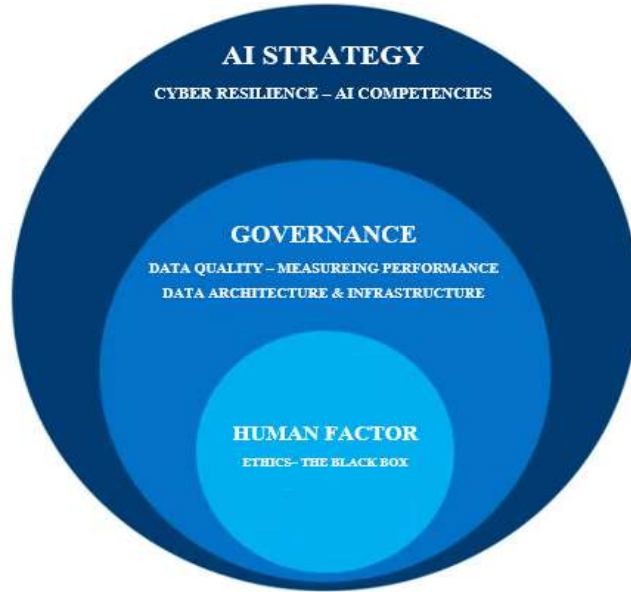 AI STRATEGY
CYBER RESILIENCE – AI COMPETENCIES
GOVERNANCE
DATA QUALITY – MEASUREING PERFORMANCE
DATA ARCHITECTURE & INFRASTRUCTURE
HUMAN FACTOR
ETHICS– THE BLACK BOX